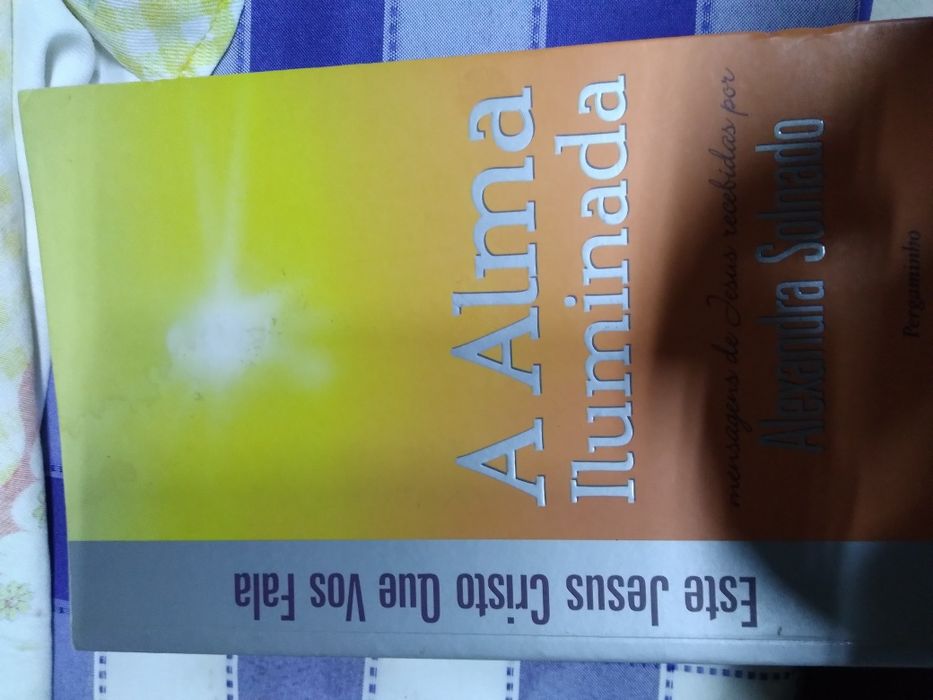 Este Jesus Cristo Que Vos Fala
A Alma
Iluminada
mensagens de Jesus recebidas por
Alexandra Solnado
Pergaminho